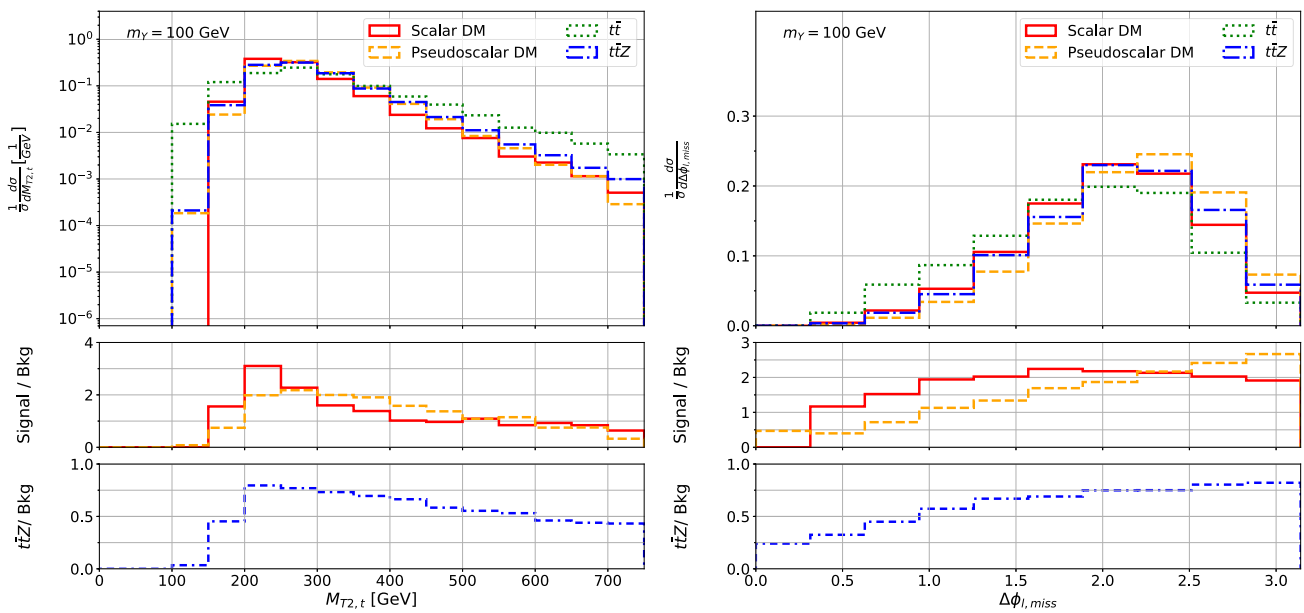 m_Y = 100 GeV
Scalar DM
Pseudoscalar DM
tt̄
tt̄Z
10^0
10^{-1}
10^{-2}
10^{-3}
10^{-4}
10^{-5}
10^{-6}
\frac{1}{σ} \frac{dσ}{dM_{T2,t}} [\frac{1}{GeV}]
4
2
0
Signal / Bkg
1.0
0.5
0.0
tt̄Z/ Bkg
0 100 200 300 400 500 600 700
M_{T2,t} [GeV]
m_Y = 100 GeV
Scalar DM
Pseudoscalar DM
tt̄
tt̄Z
0.3
0.2
0.1
0.0
\frac{1}{σ} \frac{dσ}{dΔϕ_{l,miss}}
3
2
1
0
Signal / Bkg
1.0
0.5
0.0
tt̄Z/ Bkg
0.0 0.5 1.0 1.5 2.0 2.5 3.0
Δϕ_{l,miss}